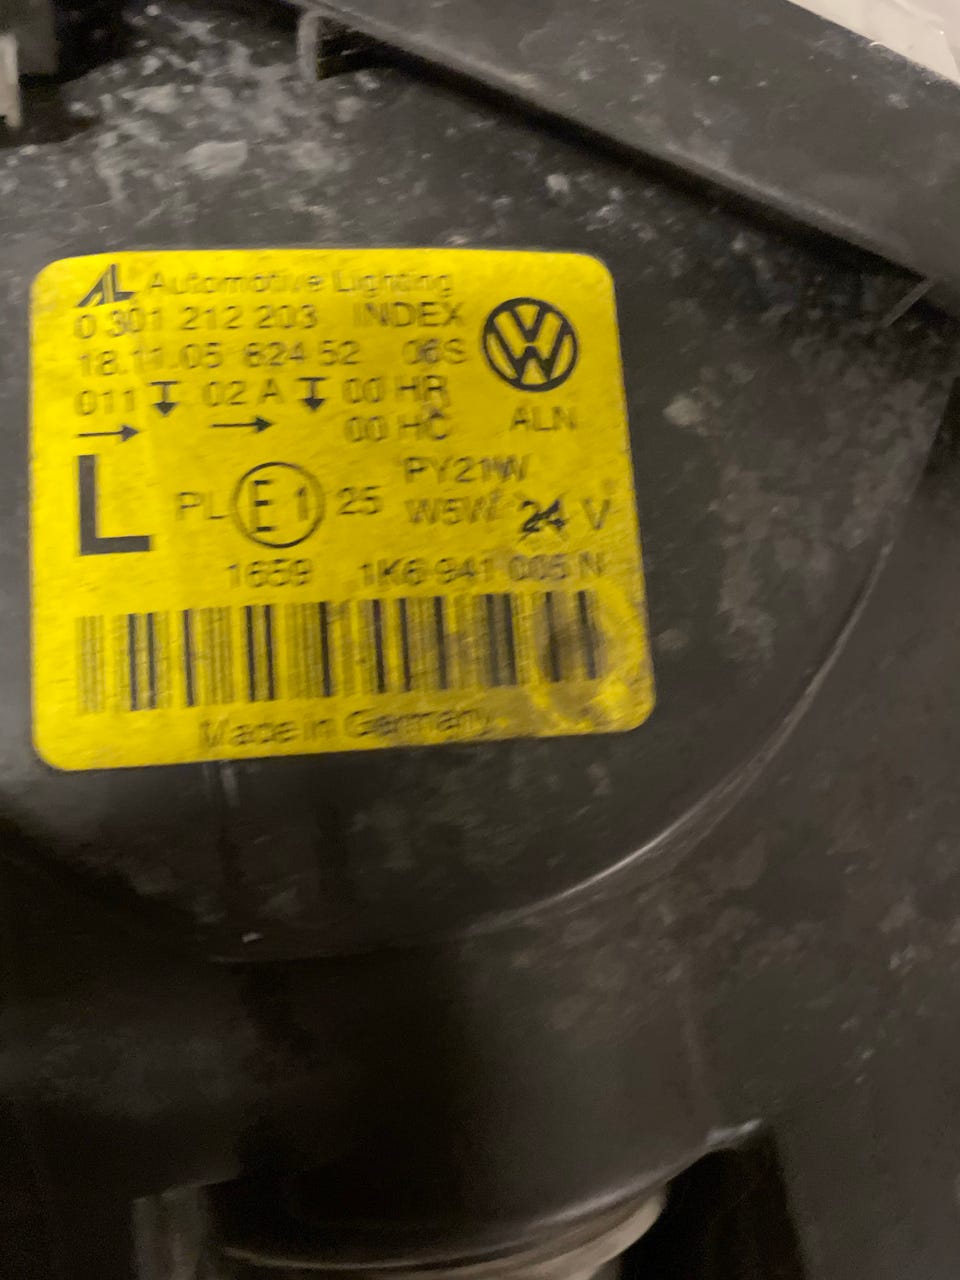 AL Automotive Lighting
0 301 212 203 INDEX
18.11.05 624 52 06S
011 02 A 00 HR
00 HC ALN
L PL E1 25 PY21W
W5W 24 V
1659 1K6 941 005 N
Made in Germany